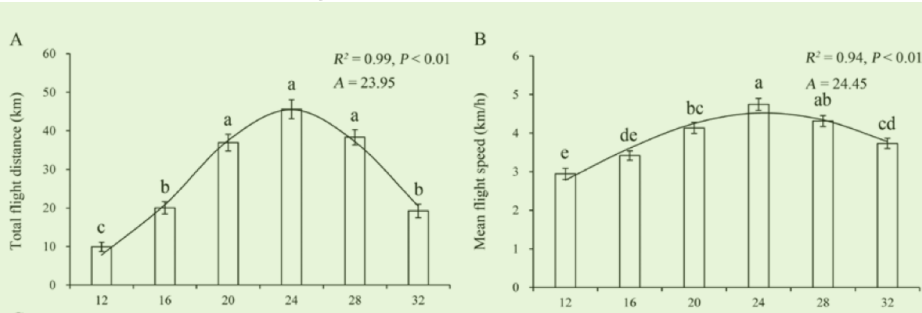 A
B
Total flight distance (km)
60
50
40
30
20
10
0
R² = 0.99, P < 0.01
A = 23.95
c
b
a
a
a
b
12 16 20 24 28 32
Mean flight speed (km/h)
6
5
4
3
2
1
0
R² = 0.94, P < 0.01
A = 24.45
e
de
bc
a
ab
cd
12 16 20 24 28 32